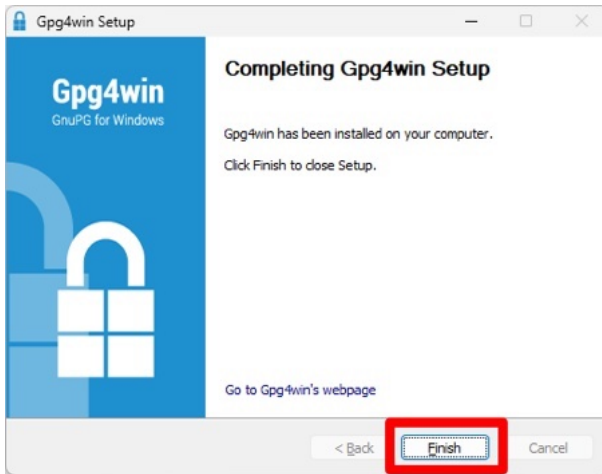 Gpg4win Setup
Gpg4win
GnuPG for Windows
Completing Gpg4win Setup
Gpg4win has been installed on your computer.
Click Finish to close Setup.
Go to Gpg4win's webpage
< Back
Finish
Cancel